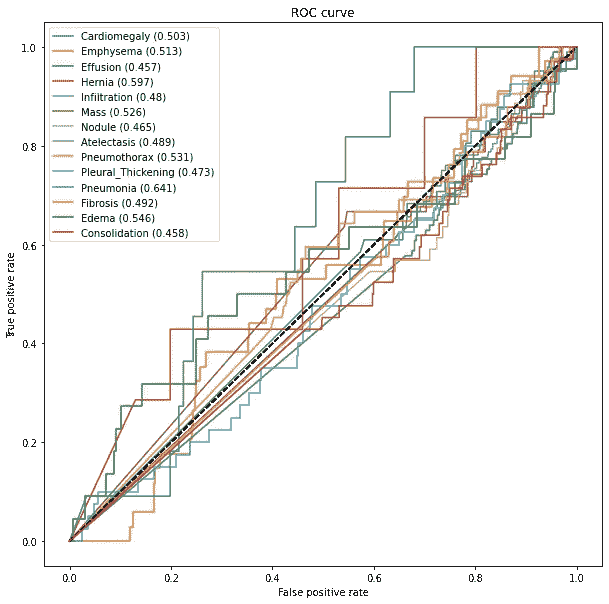 ROC curve
Cardiomegaly (0.503)
Emphysema (0.513)
Effusion (0.457)
Hernia (0.597)
Infiltration (0.48)
Mass (0.526)
Nodule (0.465)
Atelectasis (0.489)
Pneumothorax (0.531)
Pleural_Thickening (0.473)
Pneumonia (0.641)
Fibrosis (0.492)
Edema (0.546)
Consolidation (0.458)
True positive rate
1.0
0.8
0.6
0.4
0.2
0.0
0.0 0.2 0.4 0.6 0.8 1.0
False positive rate